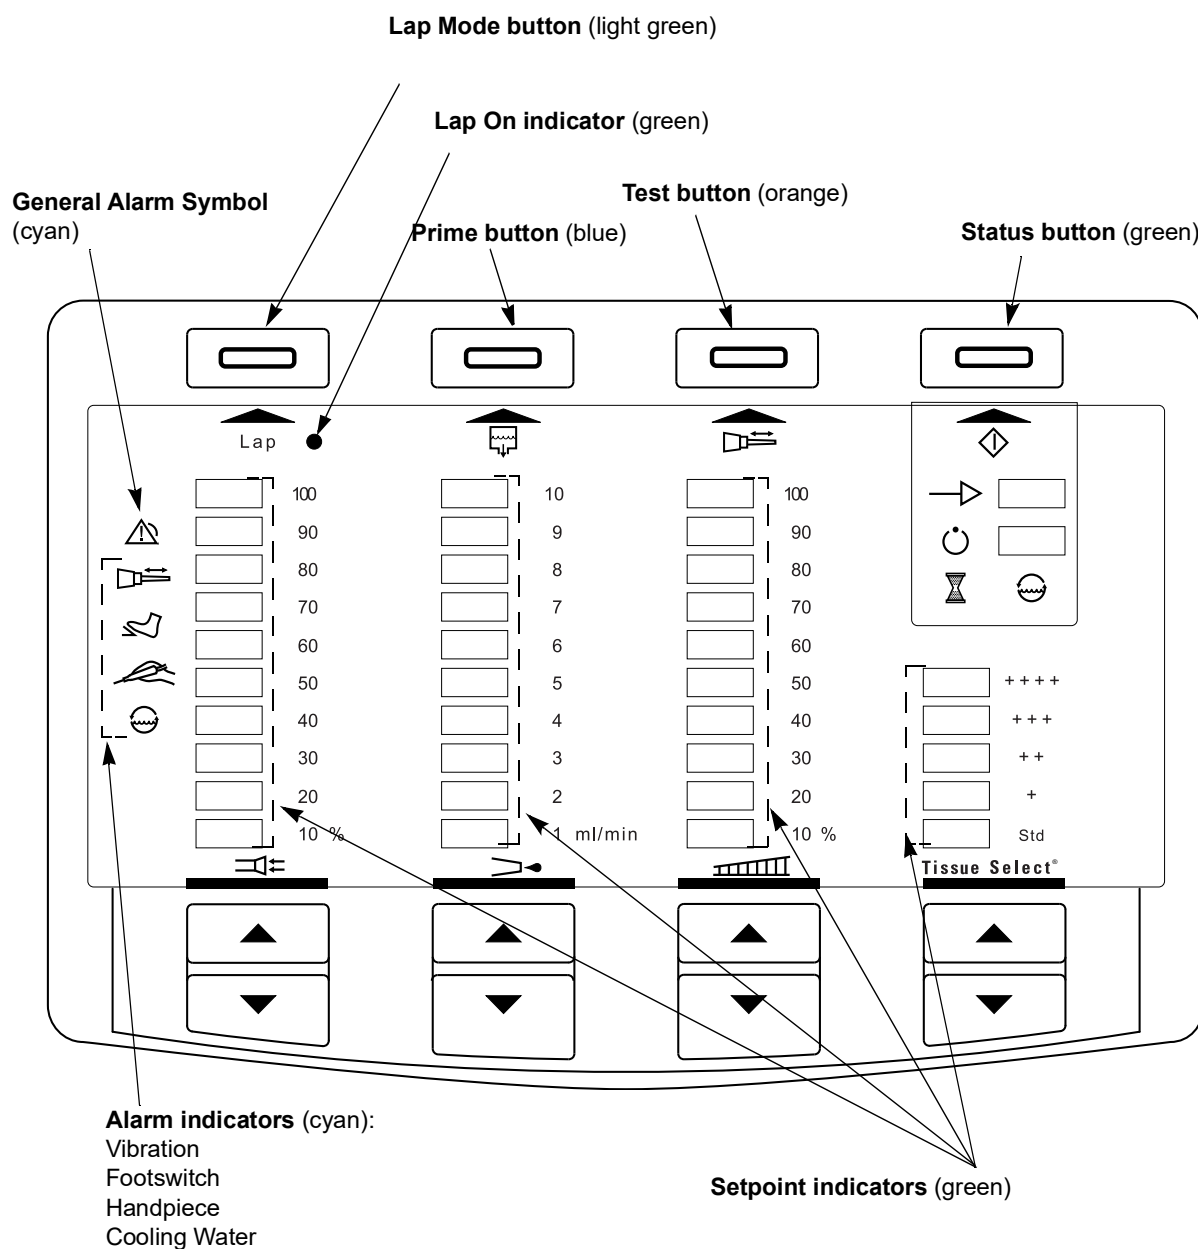 Lap Mode button (light green)
Lap On indicator (green)
General Alarm Symbol
(cyan)
Prime button (blue)
Test button (orange)
Status button (green)
Lap
100
90
80
70
60
50
40
30
20
10 %
10
9
8
7
6
5
4
3
2
1 ml/min
100
90
80
70
60
50
40
30
20
10 %
++++
+++
++
+
Std
Tissue Select®
Alarm indicators (cyan):
Vibration
Footswitch
Handpiece
Cooling Water
Setpoint indicators (green)